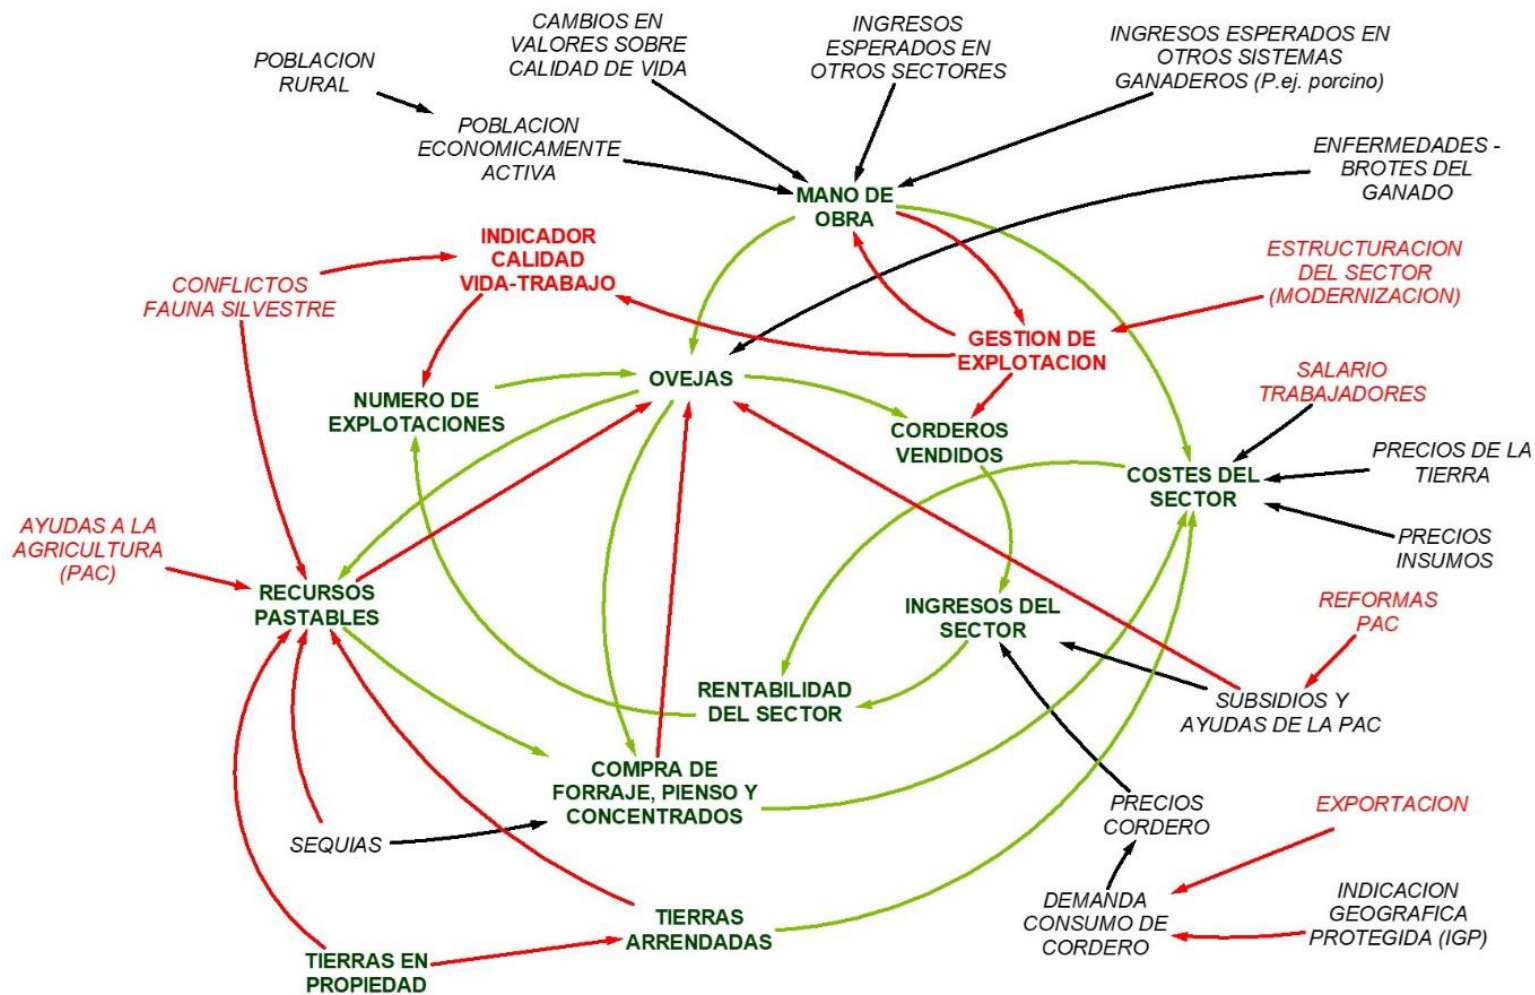 POBLACION
RURAL
CAMBIOS EN
VALORES SOBRE
CALIDAD DE VIDA
INGRESOS
ESPERADOS EN
OTROS SECTORES
INGRESOS ESPERADOS EN
OTROS SISTEMAS
GANADEROS (P.ej. porcino)
POBLACION
ECONOMICAMENTE
ACTIVA
ENFERMEDADES -
BROTES DEL
GANADO
MANO DE
OBRA
INDICADOR
CALIDAD
VIDA-TRABAJO
CONFLICTOS
FAUNA SILVESTRE
ESTRUCTURACION
DEL SECTOR
(MODERNIZACION)
GESTION DE
EXPLOTACION
OVEJAS
NUMERO DE
EXPLOTACIONES
CORDEROS
VENDIDOS
SALARIO
TRABAJADORES
COSTES DEL
SECTOR
PRECIOS DE LA
TIERRA
PRECIOS
INSUMOS
AYUDAS A LA
AGRICULTURA
(PAC)
RECURSOS
PASTABLES
INGRESOS DEL
SECTOR
REFORMAS
PAC
RENTABILIDAD
DEL SECTOR
SUBSIDIOS Y
AYUDAS DE LA PAC
COMPRA DE
FORRAJE, PIENSO Y
CONCENTRADOS
PRECIOS
CORDERO
EXPORTACION
SEQUIAS
DEMANDA
CONSUMO DE
CORDERO
INDICACION
GEOGRAFICA
PROTEGIDA (IGP)
TIERRAS
ARRENDADAS
TIERRAS EN
PROPIEDAD